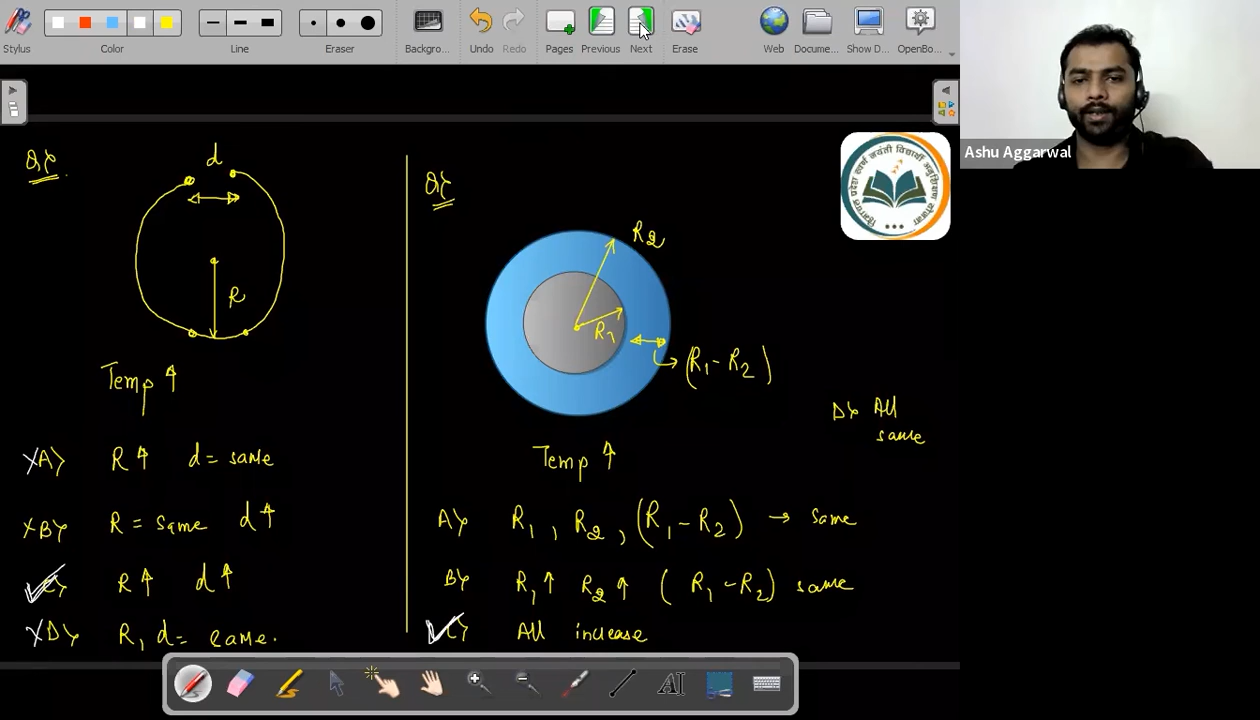 Stylus
Color
Line
Eraser
Backgro...
Undo
Redo
Pages
Previous
Next
Erase
Web
Docume...
Show D...
OpenBo...
Ashu Aggarwal
Q>
d
R
Temp ↑
A> R↑ d = same
B> R = same d↑
C> R↑ d↑
D> R, d = same.
Q>
R2
R1
(R1 - R2)
Temp ↑
A> R1, R2, (R1 - R2) → same
B> R1↑ R2↑ (R1 - R2) same
C> All increase
D> All
same
AI